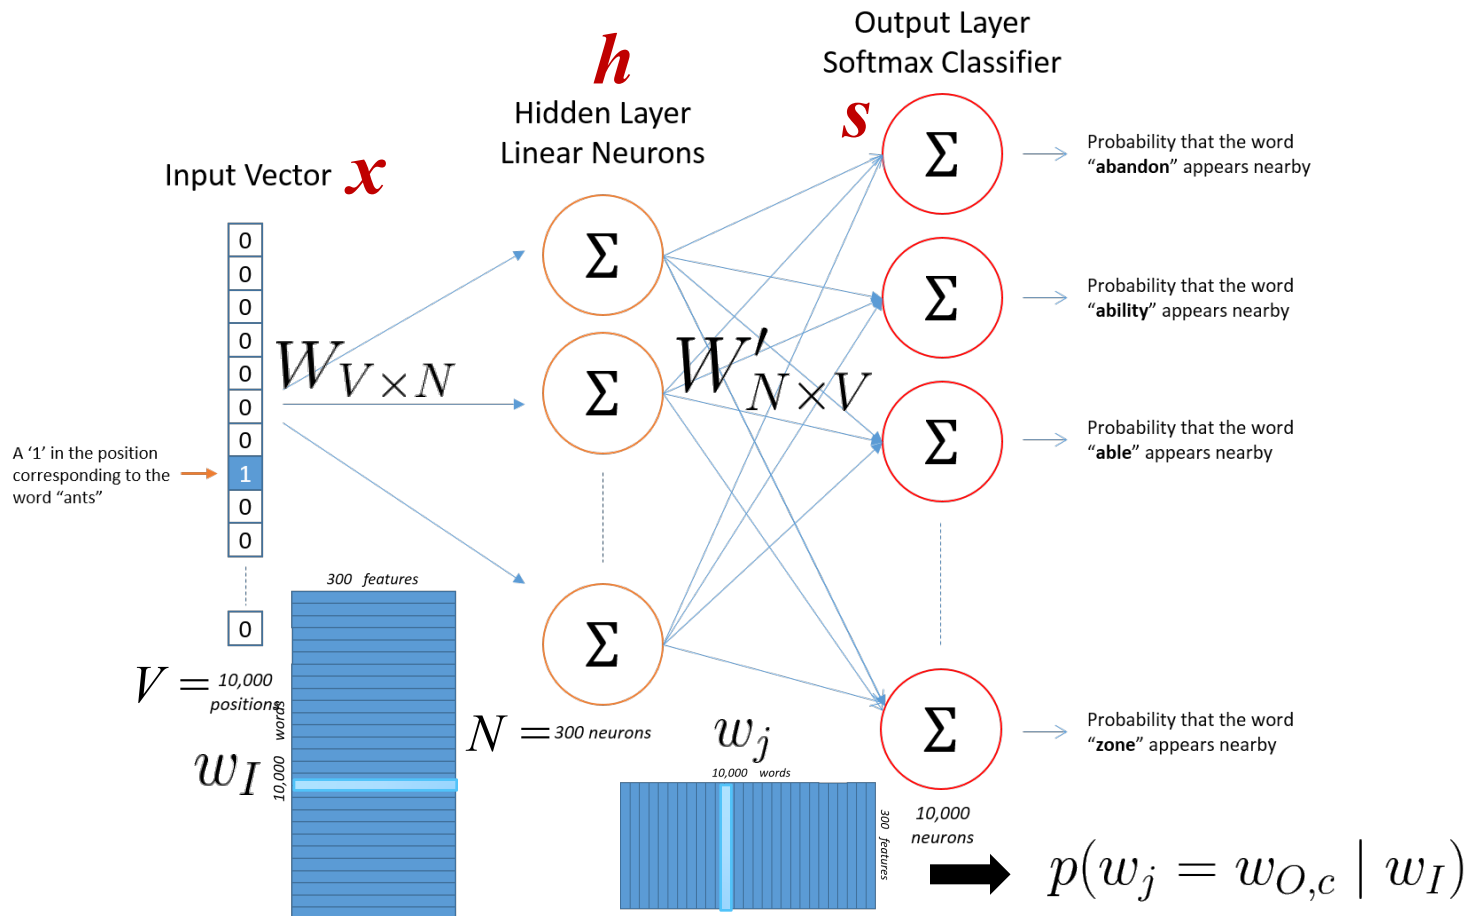 Output Layer
Softmax Classifier
h
s
Hidden Layer
Linear Neurons
Input Vector x
Σ
Σ
Σ
Σ
Σ
Σ
Σ
Probability that the word
“abandon” appears nearby
Probability that the word
“ability” appears nearby
Probability that the word
“able” appears nearby
Probability that the word
“zone” appears nearby
0
0
0
0
0
0
0
1
0
0
0
A ‘1’ in the position
corresponding to the
word “ants”
W_{V×N}
W'_{N×V}
300 features
V = 10,000
positions
10,000 words
w_I
N = 300 neurons
w_j
10,000 words
300 features
10,000
neurons
p(w_j = w_{O,c} | w_I)